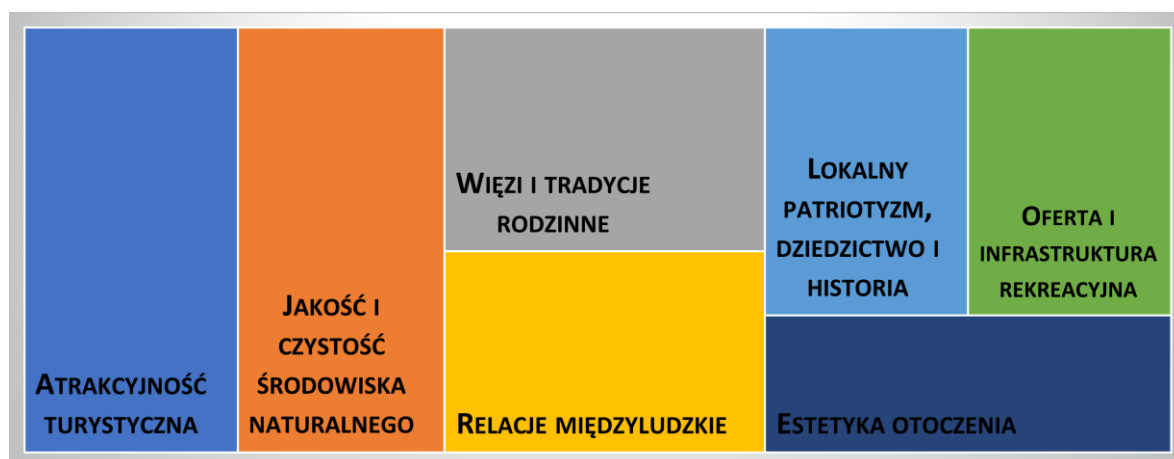 ATRAKCYJNOŚĆ
TURYSTYCZNA
JAKOŚĆ I
CZYSTOŚĆ
ŚRODOWISKA
NATURALNEGO
WIĘZI I TRADYCJE
RODZINNE
RELACJE MIĘDZYLUDZKIE
LOKALNY
PATRIOTYZM,
DZIEDZICTWO I
HISTORIA
OFERTA I
INFRASTRUKTURA
REKREACYJNA
ESTETYKA OTOCZENIA